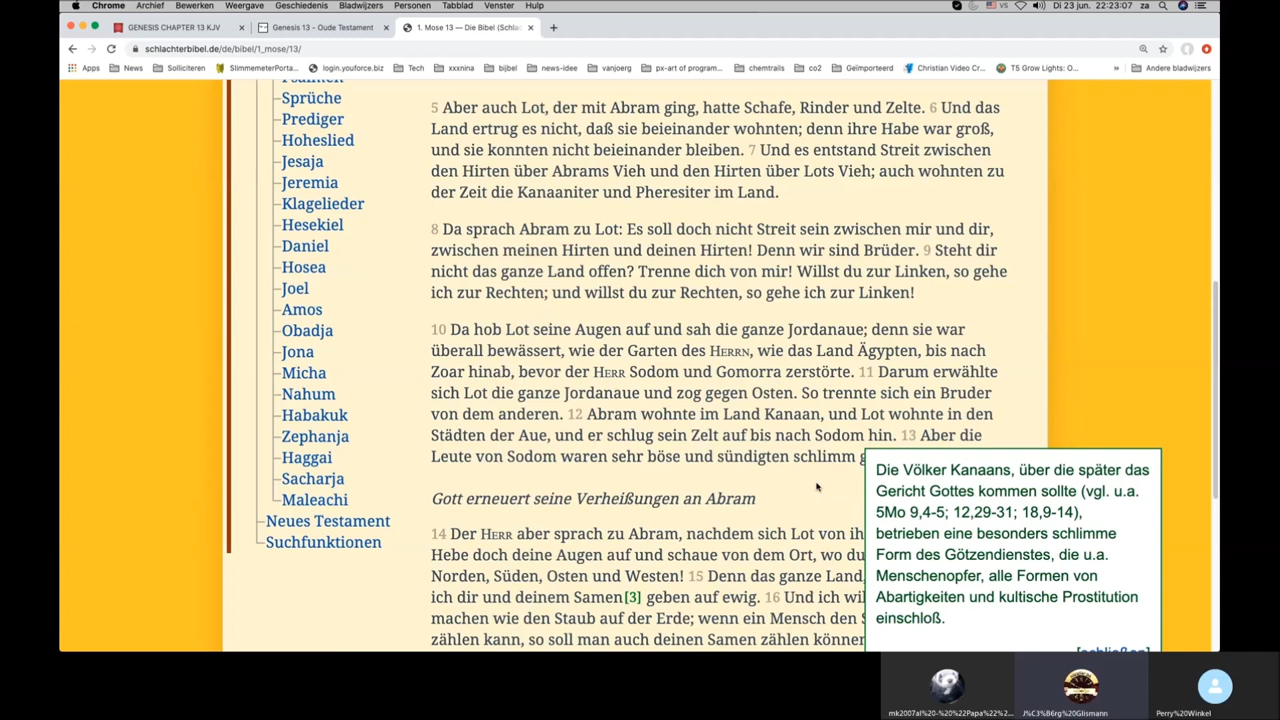 Chrome Archief Bewerken Weergave Geschiedenis Bladwijzers Personen Tabblad Venster Help US Di 23 jun. 22:23:07 za
GENESIS CHAPTER 13 KJV Genesis 13 - Oude Testament 1. Mose 13 — Die Bibel (Schla
schlachterbibel.de/de/bibel/1_mose/13/
Apps News Solliciteren SlimmemeterPorta... login.youforce.biz Tech xxxnina bijbel news-idee vanjoerg px-art of program... chemtrails co2 Geïmporteerd Christian Video Cr... T5 Grow Lights: O... » Andere bladwijzers
Psalmen
Sprüche
Prediger
Hoheslied
Jesaja
Jeremia
Klagelieder
Hesekiel
Daniel
Hosea
Joel
Amos
Obadja
Jona
Micha
Nahum
Habakuk
Zephanja
Haggai
Sacharja
Maleachi
Neues Testament
Suchfunktionen
5 Aber auch Lot, der mit Abram ging, hatte Schafe, Rinder und Zelte. 6 Und das
Land ertrug es nicht, daß sie beieinander wohnten; denn ihre Habe war groß,
und sie konnten nicht beieinander bleiben. 7 Und es entstand Streit zwischen
den Hirten über Abrams Vieh und den Hirten über Lots Vieh; auch wohnten zu
der Zeit die Kanaaniter und Pheresiter im Land.
8 Da sprach Abram zu Lot: Es soll doch nicht Streit sein zwischen mir und dir,
zwischen meinen Hirten und deinen Hirten! Denn wir sind Brüder. 9 Steht dir
nicht das ganze Land offen? Trenne dich von mir! Willst du zur Linken, so gehe
ich zur Rechten; und willst du zur Rechten, so gehe ich zur Linken!
10 Da hob Lot seine Augen auf und sah die ganze Jordanaue; denn sie war
überall bewässert, wie der Garten des HERRN, wie das Land Ägypten, bis nach
Zoar hinab, bevor der HERR Sodom und Gomorra zerstörte. 11 Darum erwählte
sich Lot die ganze Jordanaue und zog gegen Osten. So trennte sich ein Bruder
von dem anderen. 12 Abram wohnte im Land Kanaan, und Lot wohnte in den
Städten der Aue, und er schlug sein Zelt auf bis nach Sodom hin. 13 Aber die
Leute von Sodom waren sehr böse und sündigten schlimm g
Gott erneuert seine Verheißungen an Abram
14 Der HERR aber sprach zu Abram, nachdem sich Lot von ih
Hebe doch deine Augen auf und schaue von dem Ort, wo du
Norden, Süden, Osten und Westen! 15 Denn das ganze Land,
ich dir und deinem Samen[3] geben auf ewig. 16 Und ich wil
machen wie den Staub auf der Erde; wenn ein Mensch den S
zählen kann, so soll man auch deinen Samen zählen können
Die Völker Kanaans, über die später das
Gericht Gottes kommen sollte (vgl. u.a.
5Mo 9,4-5; 12,29-31; 18,9-14),
betrieben eine besonders schlimme
Form des Götzendienstes, die u.a.
Menschenopfer, alle Formen von
Abartigkeiten und kultische Prostitution
einschloß.
[schließen]
mk2007al%20-%20%22Papa%22%2... J%C3%B6rg%20Glismann Perry%20Winkel